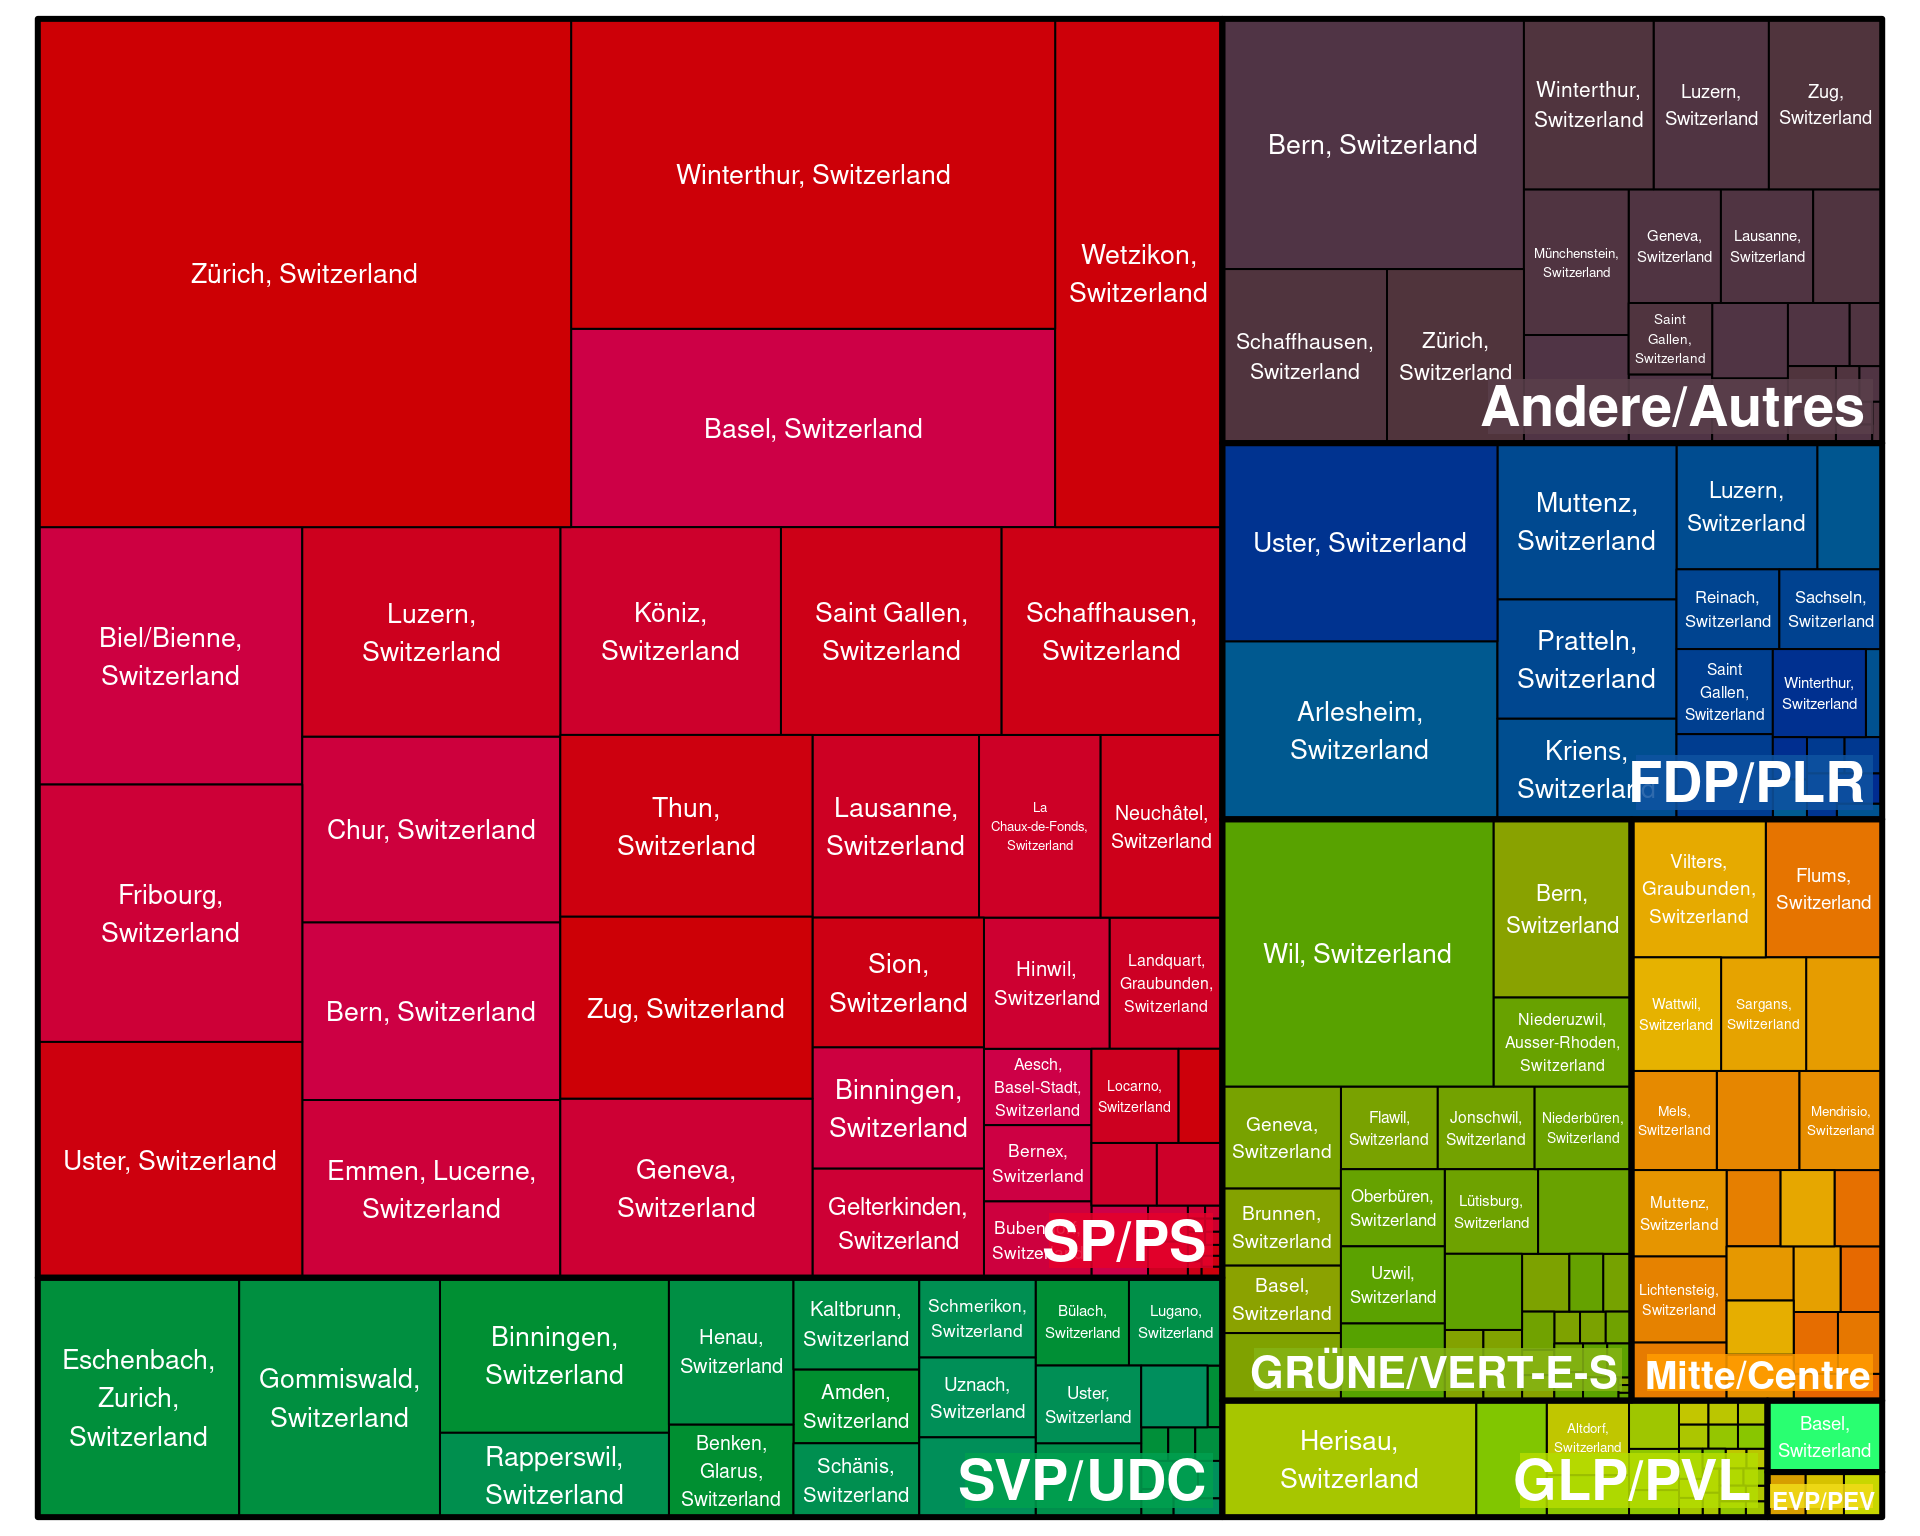 Zürich, Switzerland
Winterthur, Switzerland
Basel, Switzerland
Wetzikon,
Switzerland
Biel/Bienne,
Switzerland
Fribourg,
Switzerland
Uster, Switzerland
Luzern,
Switzerland
Chur, Switzerland
Bern, Switzerland
Emmen, Lucerne,
Switzerland
Köniz,
Switzerland
Saint Gallen,
Switzerland
Schaffhausen,
Switzerland
Thun,
Switzerland
Zug, Switzerland
Geneva,
Switzerland
Lausanne,
Switzerland
La
Chaux-de-Fonds,
Switzerland
Neuchâtel,
Switzerland
Sion,
Switzerland
Binningen,
Switzerland
Gelterkinden,
Switzerland
Hinwil,
Switzerland
Landquart,
Graubunden,
Switzerland
Aesch,
Basel-Stadt,
Switzerland
Bernex,
Switzerland
Locarno,
Switzerland
SP/PS
Eschenbach,
Zurich,
Switzerland
Gommiswald,
Switzerland
Binningen,
Switzerland
Rapperswil,
Switzerland
Henau,
Switzerland
Benken,
Glarus,
Switzerland
Kaltbrunn,
Switzerland
Amden,
Switzerland
Schänis,
Switzerland
Schmerikon,
Switzerland
Uznach,
Switzerland
Bülach,
Switzerland
Lugano,
Switzerland
Uster,
Switzerland
SVP/UDC
Bern, Switzerland
Schaffhausen,
Switzerland
Zürich,
Switzerland
Winterthur,
Switzerland
Luzern,
Switzerland
Zug,
Switzerland
Münchenstein,
Switzerland
Geneva,
Switzerland
Lausanne,
Switzerland
Saint
Gallen,
Switzerland
Andere/Autres
Uster, Switzerland
Arlesheim,
Switzerland
Muttenz,
Switzerland
Pratteln,
Switzerland
Kriens,
Switzerland
Luzern,
Switzerland
Reinach,
Switzerland
Sachseln,
Switzerland
Saint
Gallen,
Switzerland
Winterthur,
Switzerland
FDP/PLR
Wil, Switzerland
Bern,
Switzerland
Niederuzwil,
Ausser-Rhoden,
Switzerland
Geneva,
Switzerland
Brunnen,
Switzerland
Basel,
Switzerland
Flawil,
Switzerland
Jonschwil,
Switzerland
Niederbüren,
Switzerland
Oberbüren,
Switzerland
Lütisburg,
Switzerland
Uzwil,
Switzerland
GRÜNE/VERT-E-S
Vilters,
Graubunden,
Switzerland
Flums,
Switzerland
Wattwil,
Switzerland
Sargans,
Switzerland
Mels,
Switzerland
Mendrisio,
Switzerland
Muttenz,
Switzerland
Lichtensteig,
Switzerland
Mitte/Centre
Herisau,
Switzerland
Altdorf,
Switzerland
GLP/PVL
Basel,
Switzerland
EVP/PEV